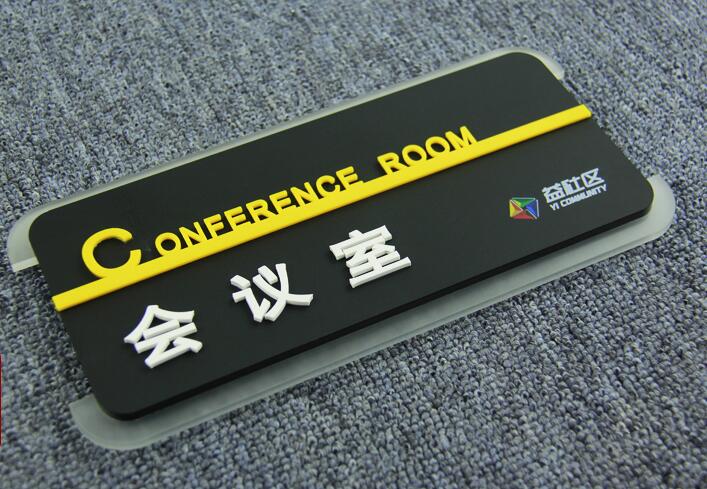 CONFERENCE ROOM
会议室
益社区
YI COMMUNITY